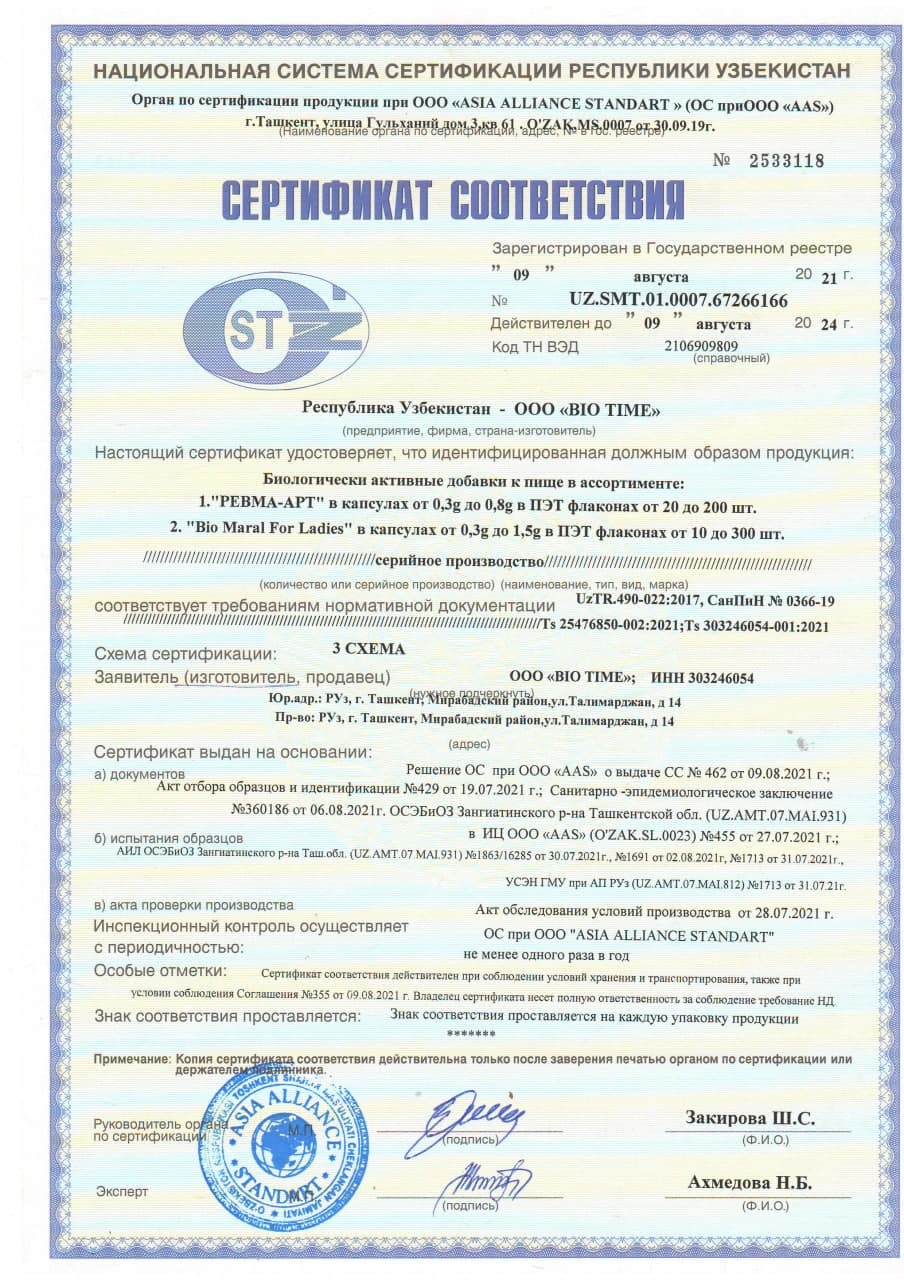 НАЦИОНАЛЬНАЯ СИСТЕМА СЕРТИФИКАЦИИ РЕСПУБЛИКИ УЗБЕКИСТАН
Орган по сертификации продукции при ООО «ASIA ALLIANCE STANDART » (ОС приООО «AAS»)
г.Ташкент, улица Гульханий дом,3,кв 61 . O'ZAK.MS.0007 от 30.09.19г.
(Наименование органа по сертификации, адрес, № в гос. реестре)
№ 2533118
СЕРТИФИКАТ СООТВЕТСТВИЯ
Зарегистрирован в Государственном реестре
" 09 " августа 20 21 г.
№ UZ.SMT.01.0007.67266166
Действителен до " 09 " августа 20 24 г.
Код ТН ВЭД 2106909809
(справочный)
ST
Республика Узбекистан - ООО «BIO TIME»
(предприятие, фирма, страна-изготовитель)
Настоящий сертификат удостоверяет, что идентифицированная должным образом продукция:
Биологически активные добавки к пище в ассортименте:
1."РЕВМА-АРТ" в капсулах от 0,3g до 0,8g в ПЭТ флаконах от 20 до 200 шт.
2. "Bio Maral For Ladies" в капсулах от 0,3g до 1,5g в ПЭТ флаконах от 10 до 300 шт.
////////////////////////////////////////////серийное производство////////////////////////////////////////////////////
(количество или серийное производство) (наименование, тип, вид, марка)
соответствует требованиям нормативной документации UzTR.490-022:2017, СанПиН № 0366-19
////////////////////////////////////////////////////////////////////////////////Ts 25476850-002:2021;Ts 303246054-001:2021
Схема сертификации: 3 СХЕМА
Заявитель (изготовитель, продавец) ООО «BIO TIME»; ИНН 303246054
(нужное подчеркнуть)
Юр.адр.: РУз, г. Ташкент, Мирабадский район,ул.Талимарджан, д 14
Пр-во: РУз, г. Ташкент, Мирабадский район,ул.Талимарджан, д 14
(адрес)
Сертификат выдан на основании:
а) документов Решение ОС при ООО «AAS» о выдаче СС № 462 от 09.08.2021 г.;
Акт отбора образцов и идентификации №429 от 19.07.2021 г.; Санитарно -эпидемиологическое заключение
№360186 от 06.08.2021г. ОСЭБиОЗ Зангиатинского р-на Ташкентской обл. (UZ.AMT.07.MAI.931)
б) испытания образцов в ИЦ ООО «AAS» (O'ZAK.SL.0023) №455 от 27.07.2021 г.;
АИЛ ОСЭБиОЗ Зангиатинского р-на Таш.обл. (UZ.AMT.07.MAI.931) №1863/16285 от 30.07.2021г., №1691 от 02.08.2021г, №1713 от 31.07.2021г.,
УСЭН ГМУ при АП РУз (UZ.AMT.07.MAI.812) №1713 от 31.07.21г.
в) акта проверки производства Акт обследования условий производства от 28.07.2021 г.
Инспекционный контроль осуществляет ОС при ООО "ASIA ALLIANCE STANDART"
с периодичностью: не менее одного раза в год
Особые отметки: Сертификат соответствия действителен при соблюдении условий хранения и транспортирования, также при
условии соблюдения Соглашения №355 от 09.08.2021 г. Владелец сертификата несет полную ответственность за соблюдение требование НД.
Знак соответствия проставляется: Знак соответствия проставляется на каждую упаковку продукции
*******
Примечание: Копия сертификата соответствия действительна только после заверения печатью органом по сертификации или
держателем подлинника.
Руководитель органа
по сертификации М.П. Закирова Ш.С.
(подпись) (Ф.И.О.)
Эксперт М.П. Ахмедова Н.Б.
(подпись) (Ф.И.О.)
ASIA ALLIANCE
STANDART